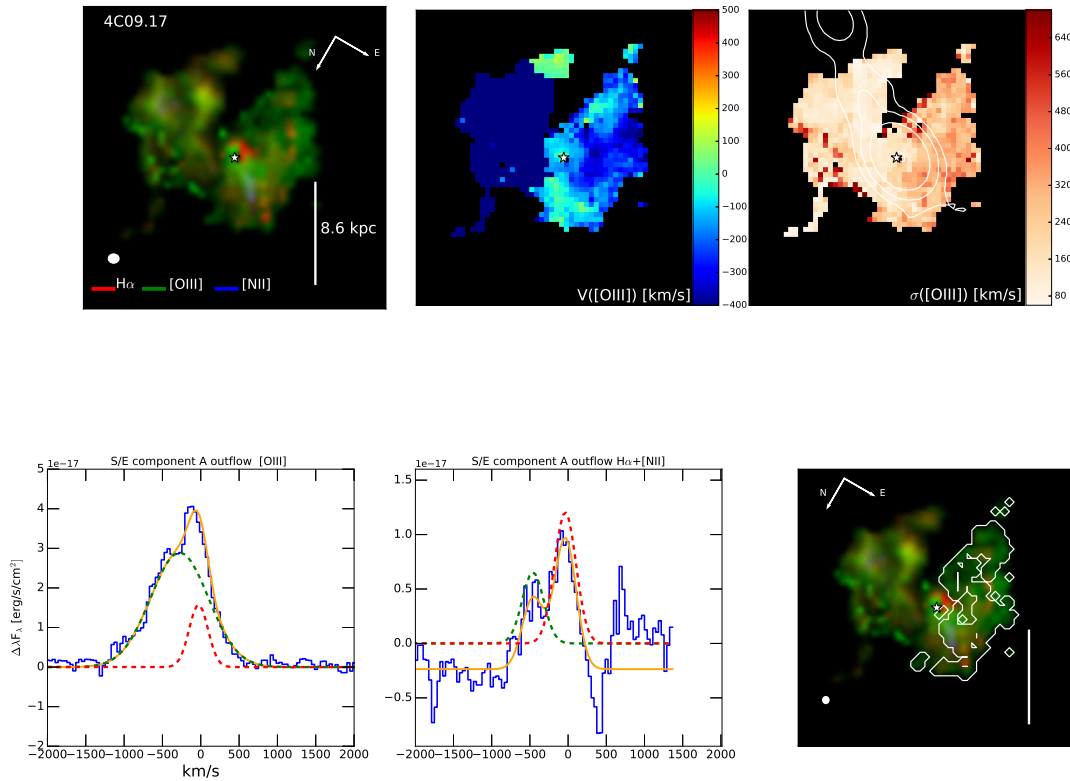 4C09.17
N
E
8.6 kpc
Hα [OIII] [NII]
500
400
300
200
100
0
−100
−200
−300
−400
V([OIII]) [km/s]
640
560
480
400
320
240
160
80
σ([OIII]) [km/s]
1e−17
S/E component A outflow [OIII]
5
4
3
2
1
0
−1
−2
ΔλFλ [erg/s/cm²]
−2000 −1500 −1000 −500 0 500 1000 1500 2000
km/s
1e−17
S/E component A outflow Hα+[NII]
1.5
1.0
0.5
0.0
−0.5
−2000 −1500 −1000 −500 0 500 1000 1500 2000
N
E